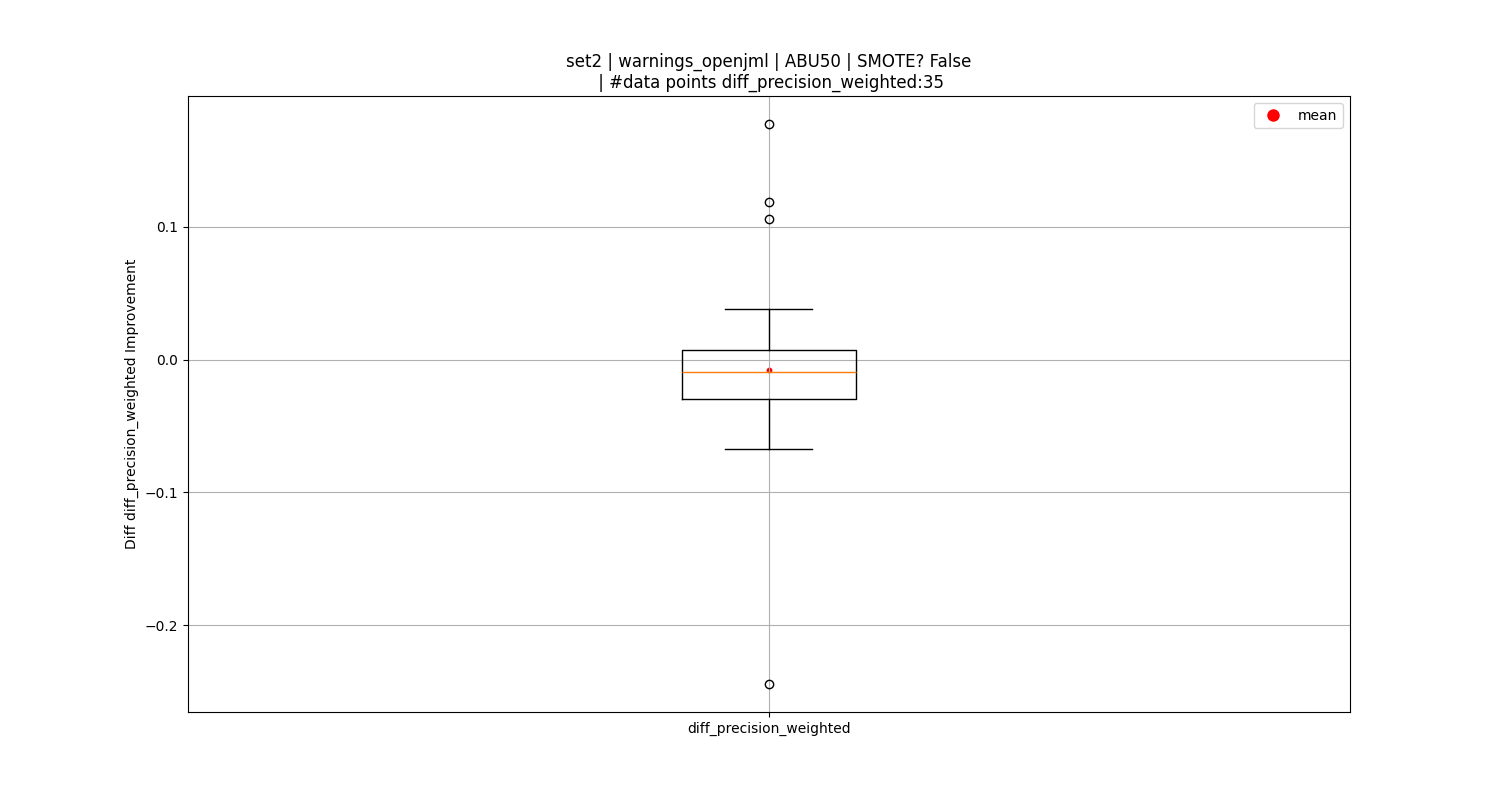 set2 | warnings_openjml | ABU50 | SMOTE? False
| #data points diff_precision_weighted:35
mean
0.1
0.0
−0.1
−0.2
Diff diff_precision_weighted Improvement
diff_precision_weighted